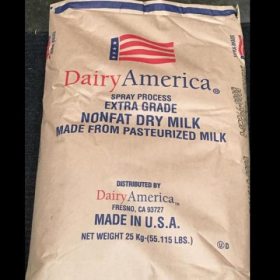 DairyAmerica®
SPRAY PROCESS
EXTRA GRADE
NONFAT DRY MILK
MADE FROM PASTEURIZED MILK
DISTRIBUTED BY
DairyAmerica™
FRESNO, CA 93727
MADE IN U.S.A.
NET WEIGHT 25 Kg-(55.115 LBS.)
Ⓤ D